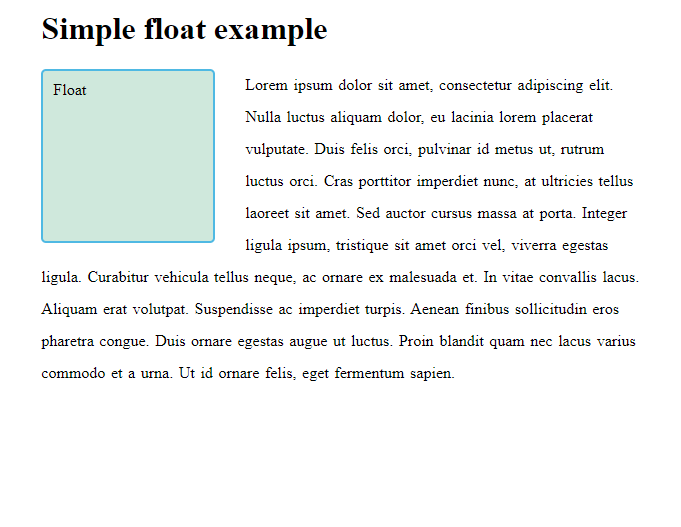 Simple float example
Float
Lorem ipsum dolor sit amet, consectetur adipiscing elit.
Nulla luctus aliquam dolor, eu lacinia lorem placerat
vulputate. Duis felis orci, pulvinar id metus ut, rutrum
luctus orci. Cras porttitor imperdiet nunc, at ultricies tellus
laoreet sit amet. Sed auctor cursus massa at porta. Integer
ligula ipsum, tristique sit amet orci vel, viverra egestas
ligula. Curabitur vehicula tellus neque, ac ornare ex malesuada et. In vitae convallis lacus.
Aliquam erat volutpat. Suspendisse ac imperdiet turpis. Aenean finibus sollicitudin eros
pharetra congue. Duis ornare egestas augue ut luctus. Proin blandit quam nec lacus varius
commodo et a urna. Ut id ornare felis, eget fermentum sapien.